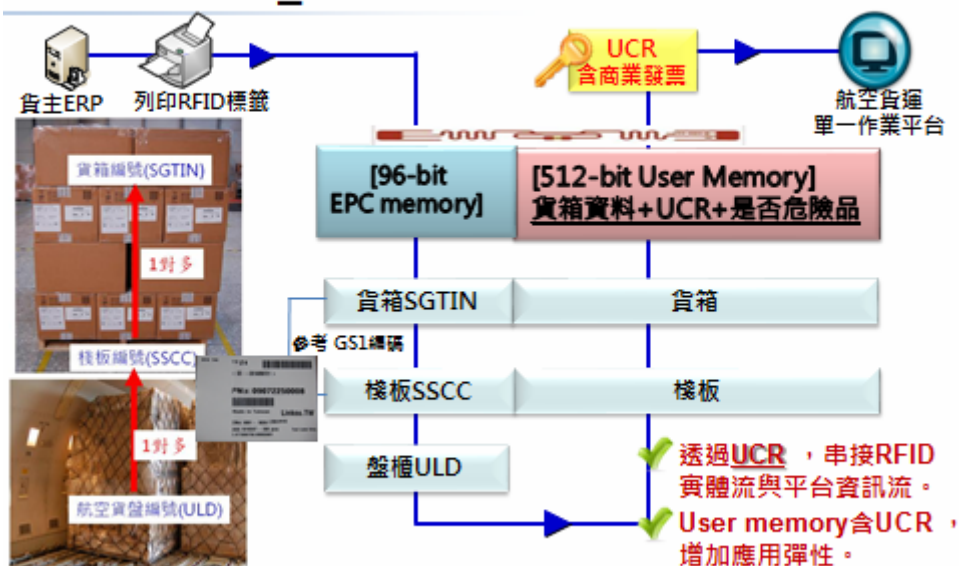 UCR
含商業發票
貨主ERP
列印RFID標籤
航空貨運
單一作業平台
貨箱編號(SGTIN)
1對多
棧板編號(SSCC)
1對多
航空貨盤編號(ULD)
[96-bit
EPC memory]
[512-bit User Memory]
貨箱資料+UCR+是否危險品
貨箱SGTIN
貨箱
參考 GS1編碼
棧板SSCC
棧板
盤櫃ULD
透過UCR ，串接RFID
實體流與平台資訊流。
User memory含UCR ，
增加應用彈性。